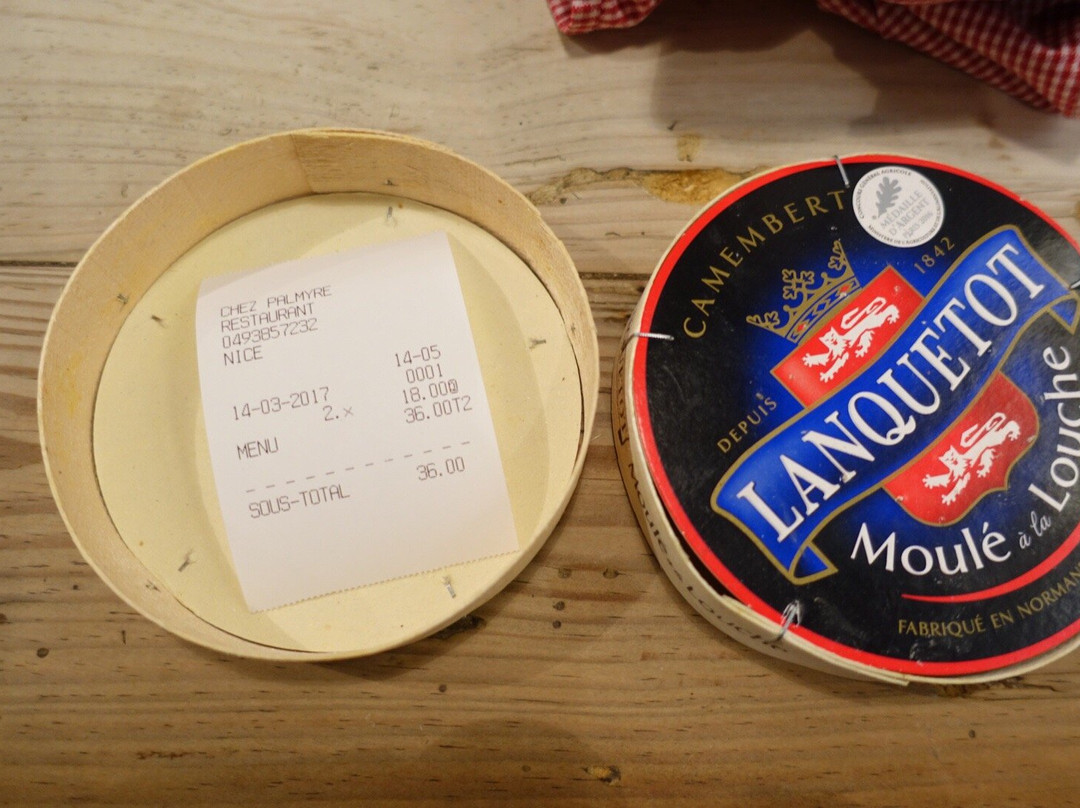 CHEZ PALMYRE
RESTAURANT
0493857232
NICE
14-05
14-03-2017 0001
2.x 18.00@
MENU 36.00T2
SOUS-TOTAL 36.00
CAMEMBERT
MÉDAILLE
D'ARGENT
PARIS
1842
DEPUIS
LANQUETOT
Moulé à la Louche
FABRIQUÉ EN NORMAN